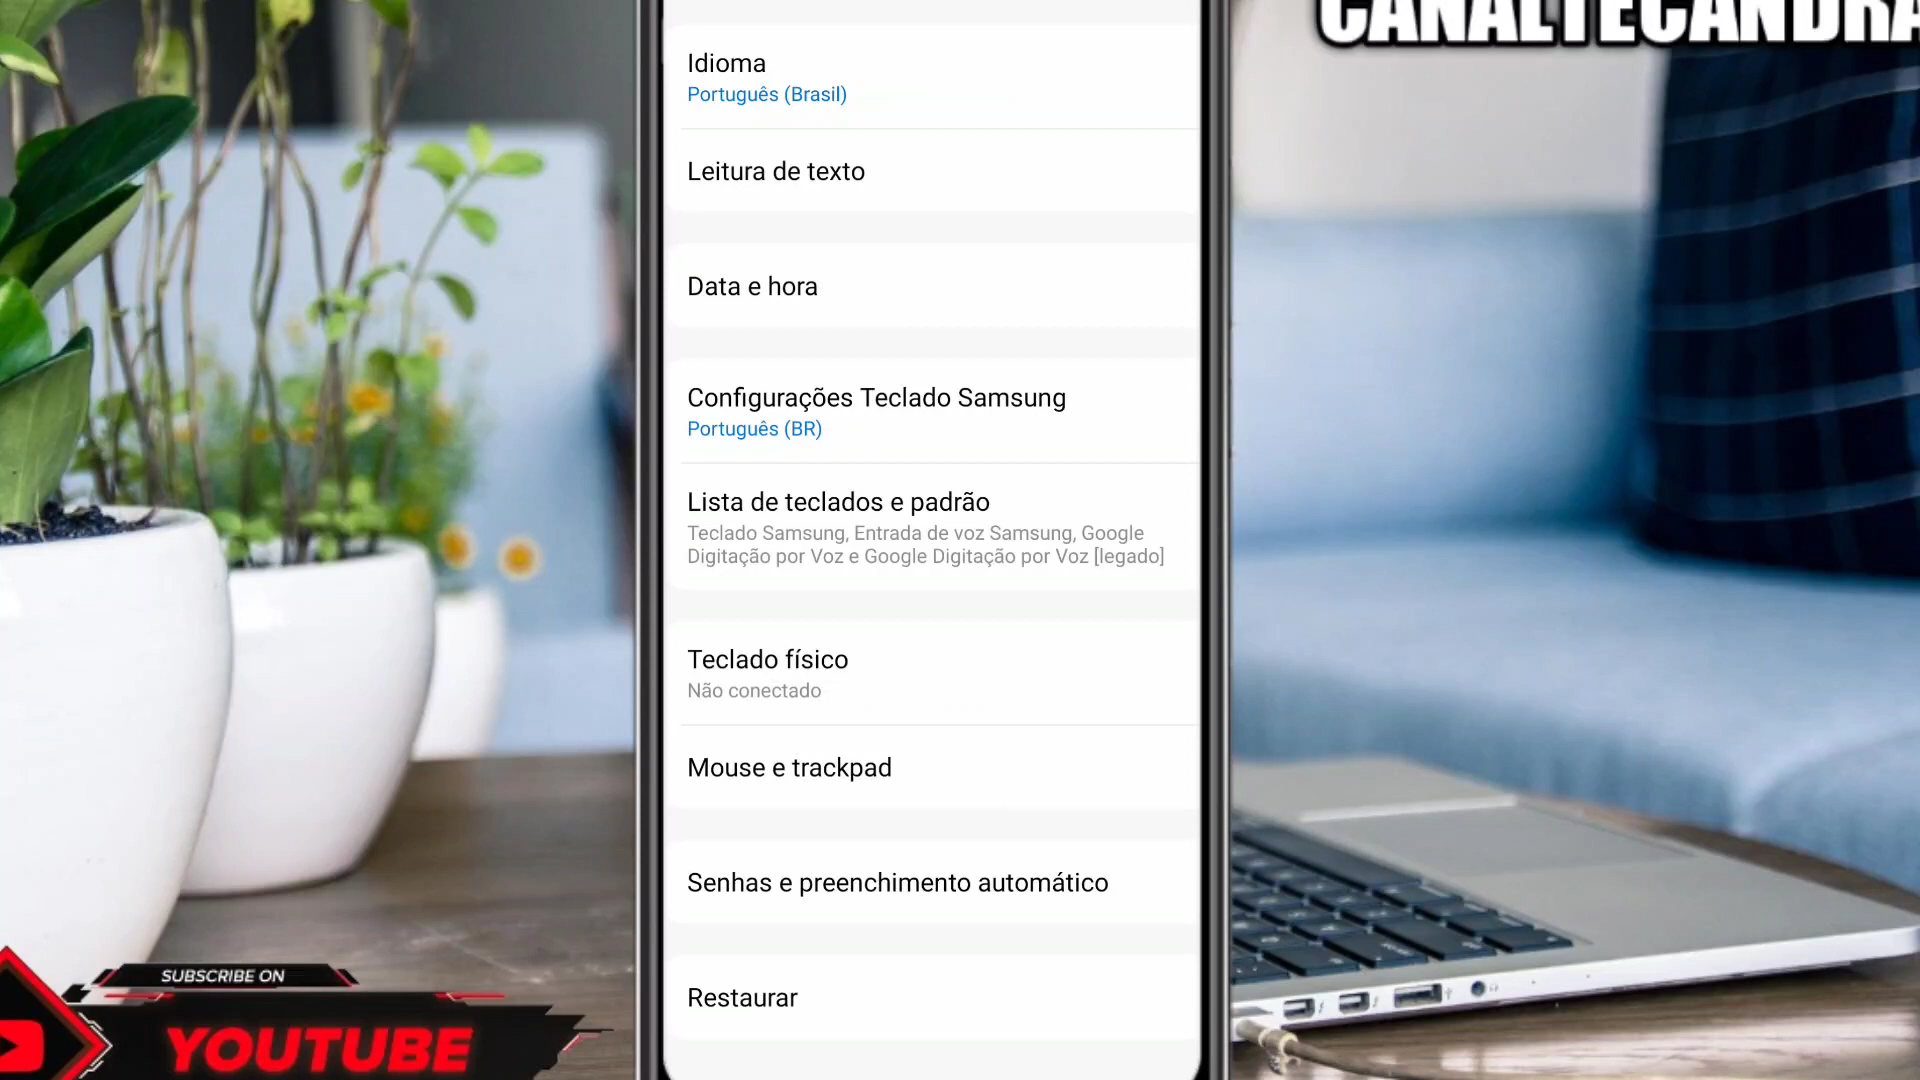 CANALTECANDRA
Idioma
Português (Brasil)
Leitura de texto
Data e hora
Configurações Teclado Samsung
Português (BR)
Lista de teclados e padrão
Teclado Samsung, Entrada de voz Samsung, Google
Digitação por Voz e Google Digitação por Voz [legado]
Teclado físico
Não conectado
Mouse e trackpad
Senhas e preenchimento automático
Restaurar
SUBSCRIBE ON
YOUTUBE